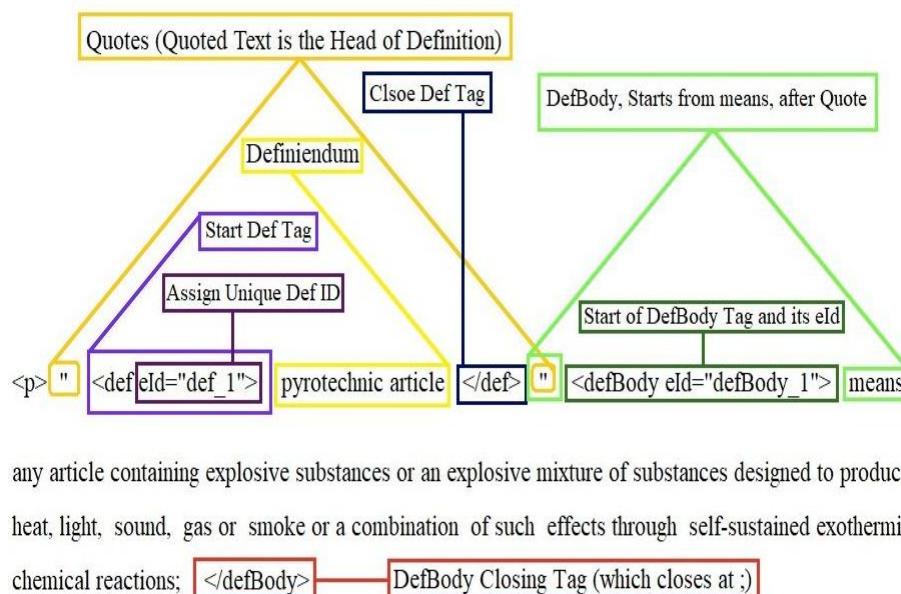 Quotes (Quoted Text is the Head of Definition)
Clsoe Def Tag
DefBody, Starts from means, after Quote
Definiendum
Start Def Tag
Assign Unique Def ID
Start of DefBody Tag and its eId
<p> " <def eId="def_1"> pyrotechnic article </def> " <defBody eId="defBody_1"> means
any article containing explosive substances or an explosive mixture of substances designed to produc
heat, light, sound, gas or smoke or a combination of such effects through self-sustained exothermi
chemical reactions; </defBody> DefBody Closing Tag (which closes at ;)